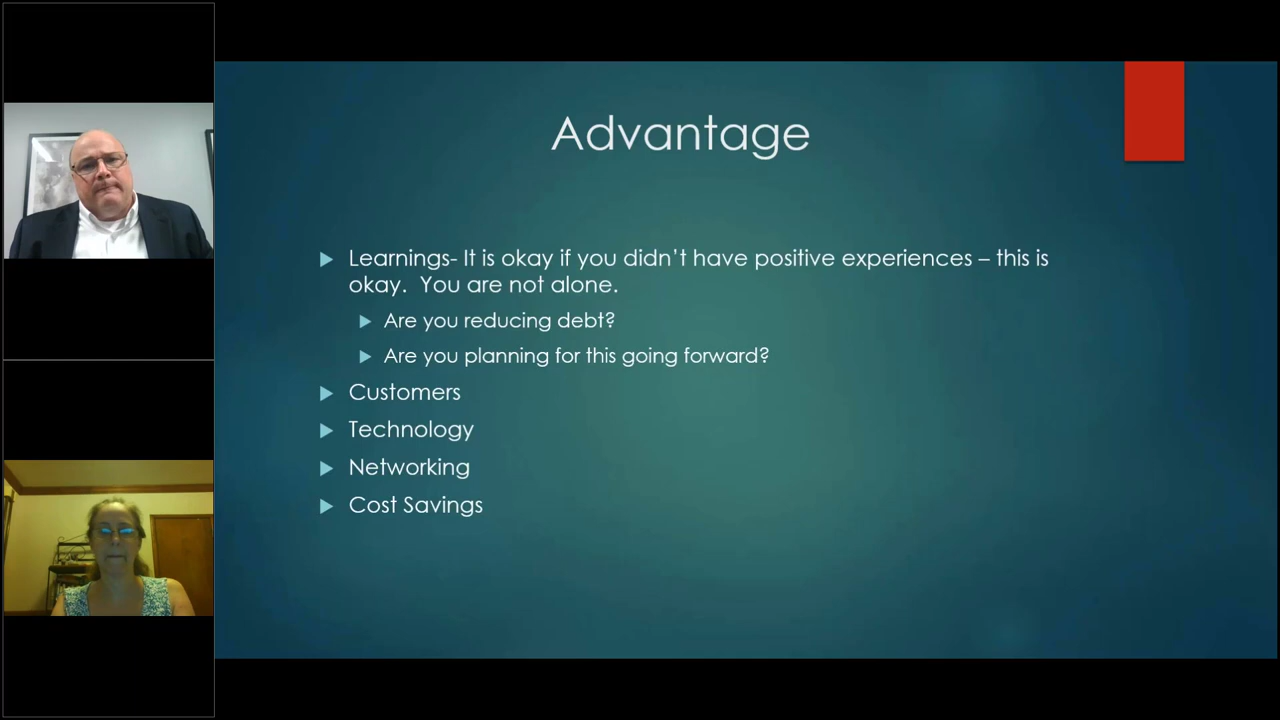 Advantage
Learnings- It is okay if you didn’t have positive experiences – this is
okay.  You are not alone.
Are you reducing debt?
Are you planning for this going forward?
Customers
Technology
Networking
Cost Savings